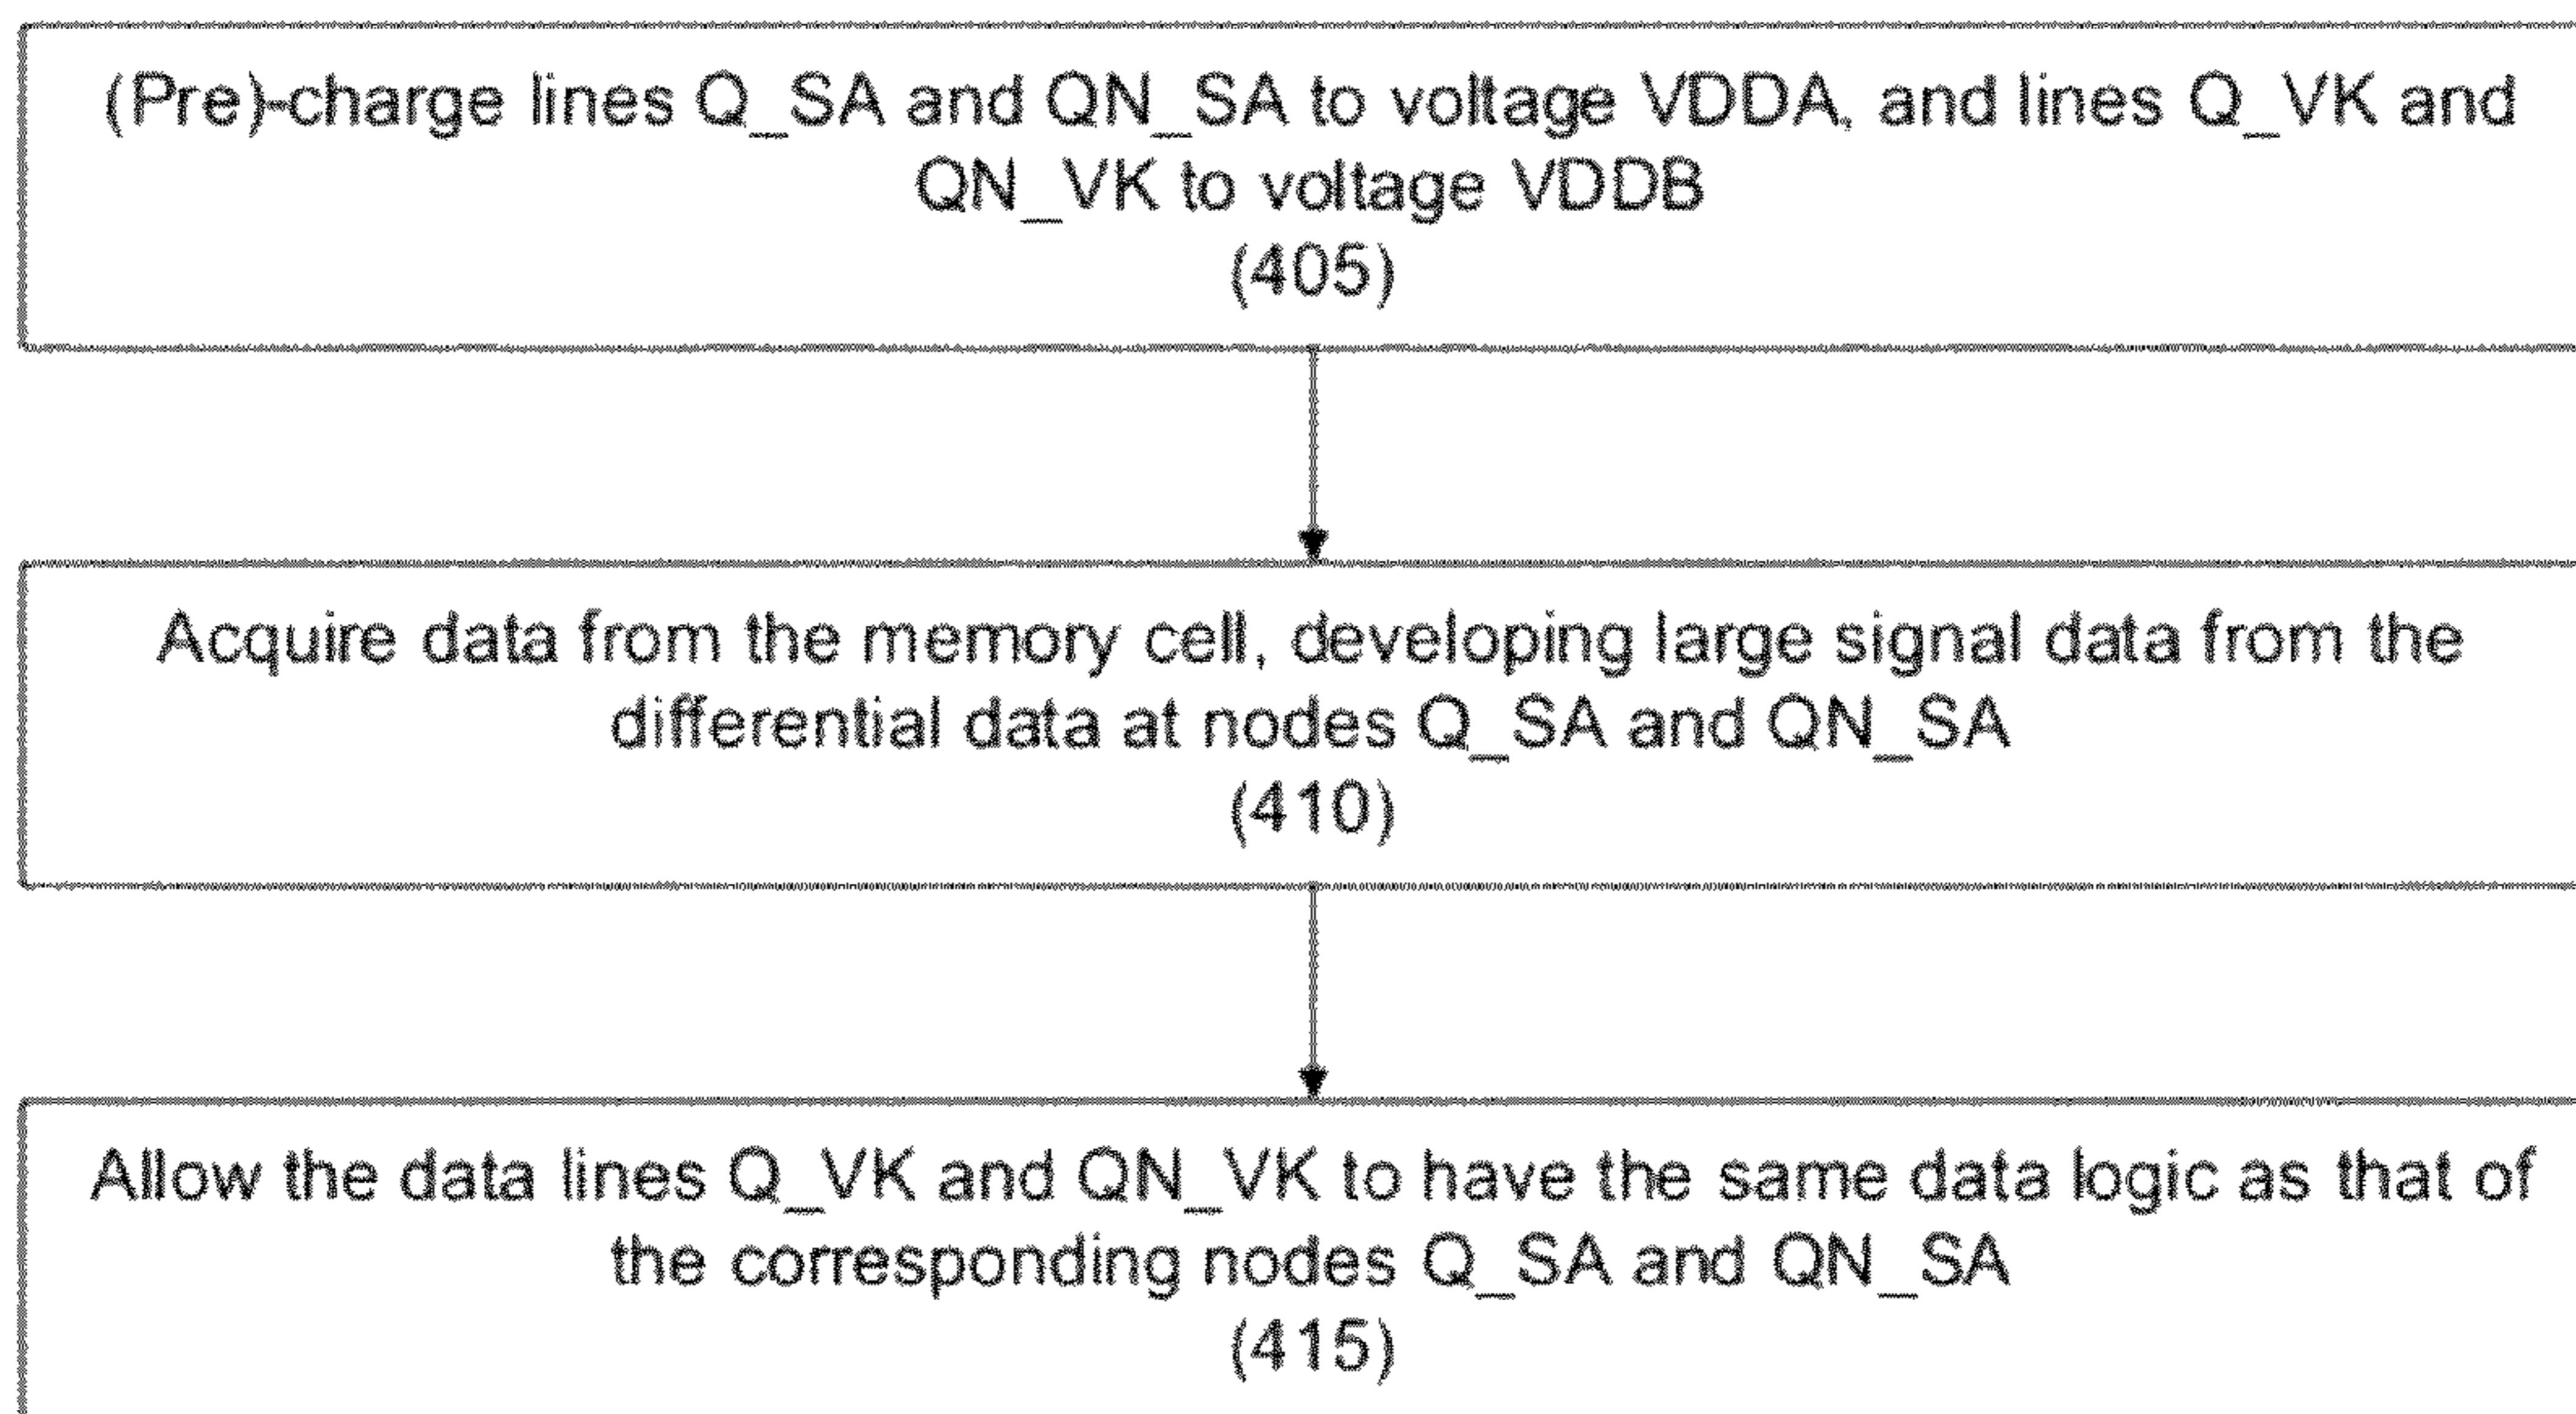 (Pre)-charge lines Q_SA and QN_SA to voltage VDDA, and lines Q_VK and
QN_VK to voltage VDDB
(405)
Acquire data from the memory cell, developing large signal data from the
differential data at nodes Q_SA and QN_SA
(410)
Allow the data lines Q_VK and QN_VK to have the same data logic as that of
the corresponding nodes Q_SA and QN_SA
(415)